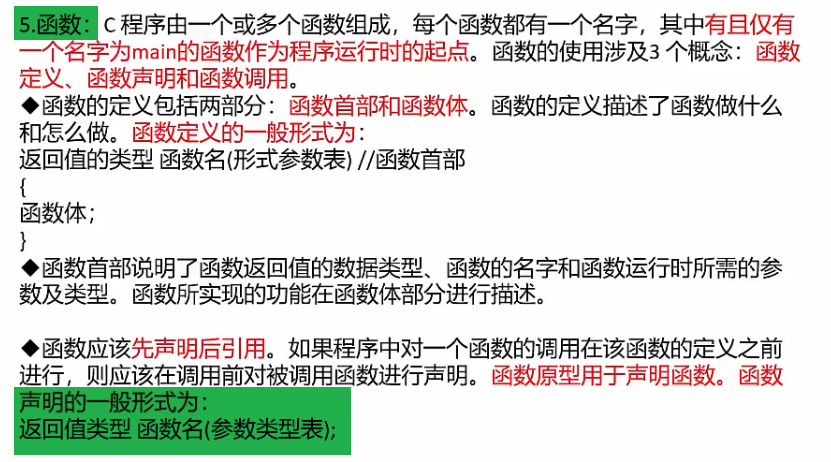 5.函数：C 程序由一个或多个函数组成，每个函数都有一个名字，其中有且仅有
一个名字为main的函数作为程序运行时的起点。函数的使用涉及3 个概念：函数
定义、函数声明和函数调用。
◆函数的定义包括两部分：函数首部和函数体。函数的定义描述了函数做什么
和怎么做。函数定义的一般形式为：
返回值的类型 函数名(形式参数表) //函数首部
{
函数体；
}
◆函数首部说明了函数返回值的数据类型、函数的名字和函数运行时所需的参
数及类型。函数所实现的功能在函数体部分进行描述。
◆函数应该先声明后引用。如果程序中对一个函数的调用在该函数的定义之前
进行，则应该在调用前对被调用函数进行声明。函数原型用于声明函数。函数
声明的一般形式为：
返回值类型 函数名(参数类型表);